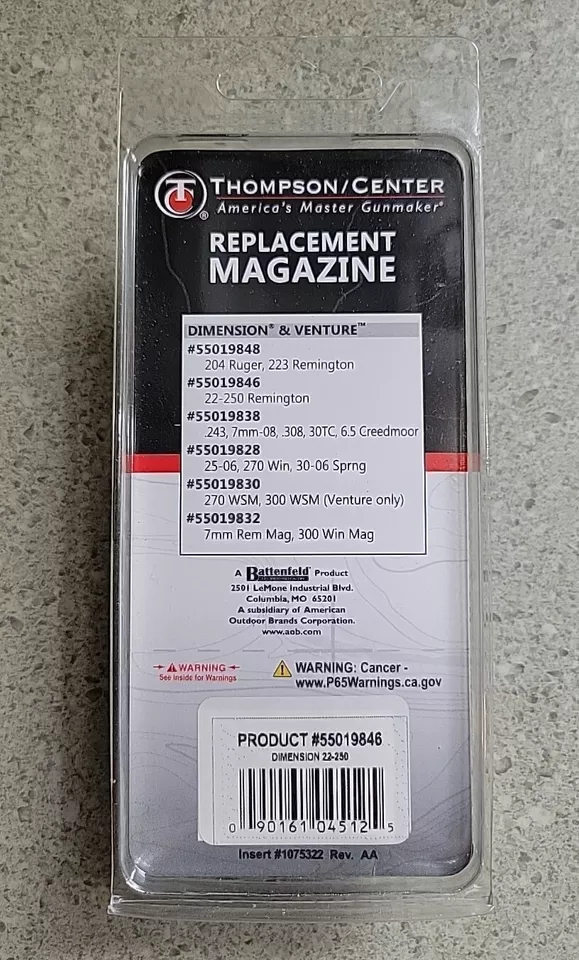 THOMPSON/CENTER
America's Master Gunmaker®
®
REPLACEMENT
MAGAZINE
DIMENSION® & VENTURE™
#55019848
204 Ruger, 223 Remington
#55019846
22-250 Remington
#55019838
.243, 7mm-08, .308, 30TC, 6.5 Creedmoor
#55019828
25-06, 270 Win, 30-06 Sprng
#55019830
270 WSM, 300 WSM (Venture only)
#55019832
7mm Rem Mag, 300 Win Mag
A Battenfeld® Product
2501 LeMone Industrial Blvd.
Columbia, MO 65201
A subsidiary of American
Outdoor Brands Corporation.
www.aob.com
WARNING
See Inside for Warnings
WARNING: Cancer -
www.P65Warnings.ca.gov
PRODUCT #55019846
DIMENSION 22-250
0 90161 04512 5
Insert #1075322 Rev. AA